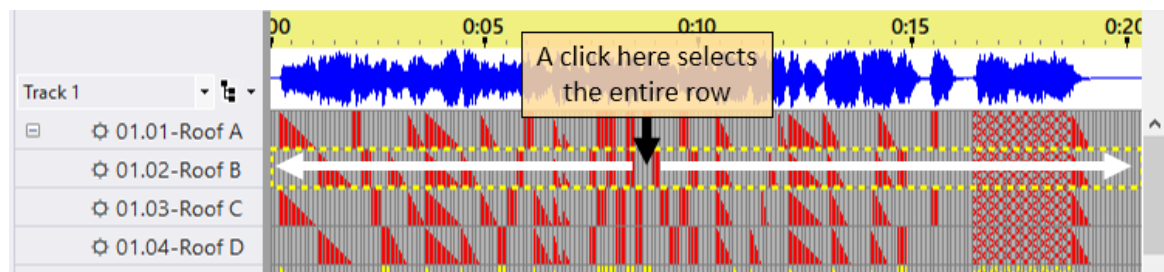 00 0:05 0:10 0:15 0:20
A click here selects
the entire row
Track 1
01.01-Roof A
01.02-Roof B
01.03-Roof C
01.04-Roof D